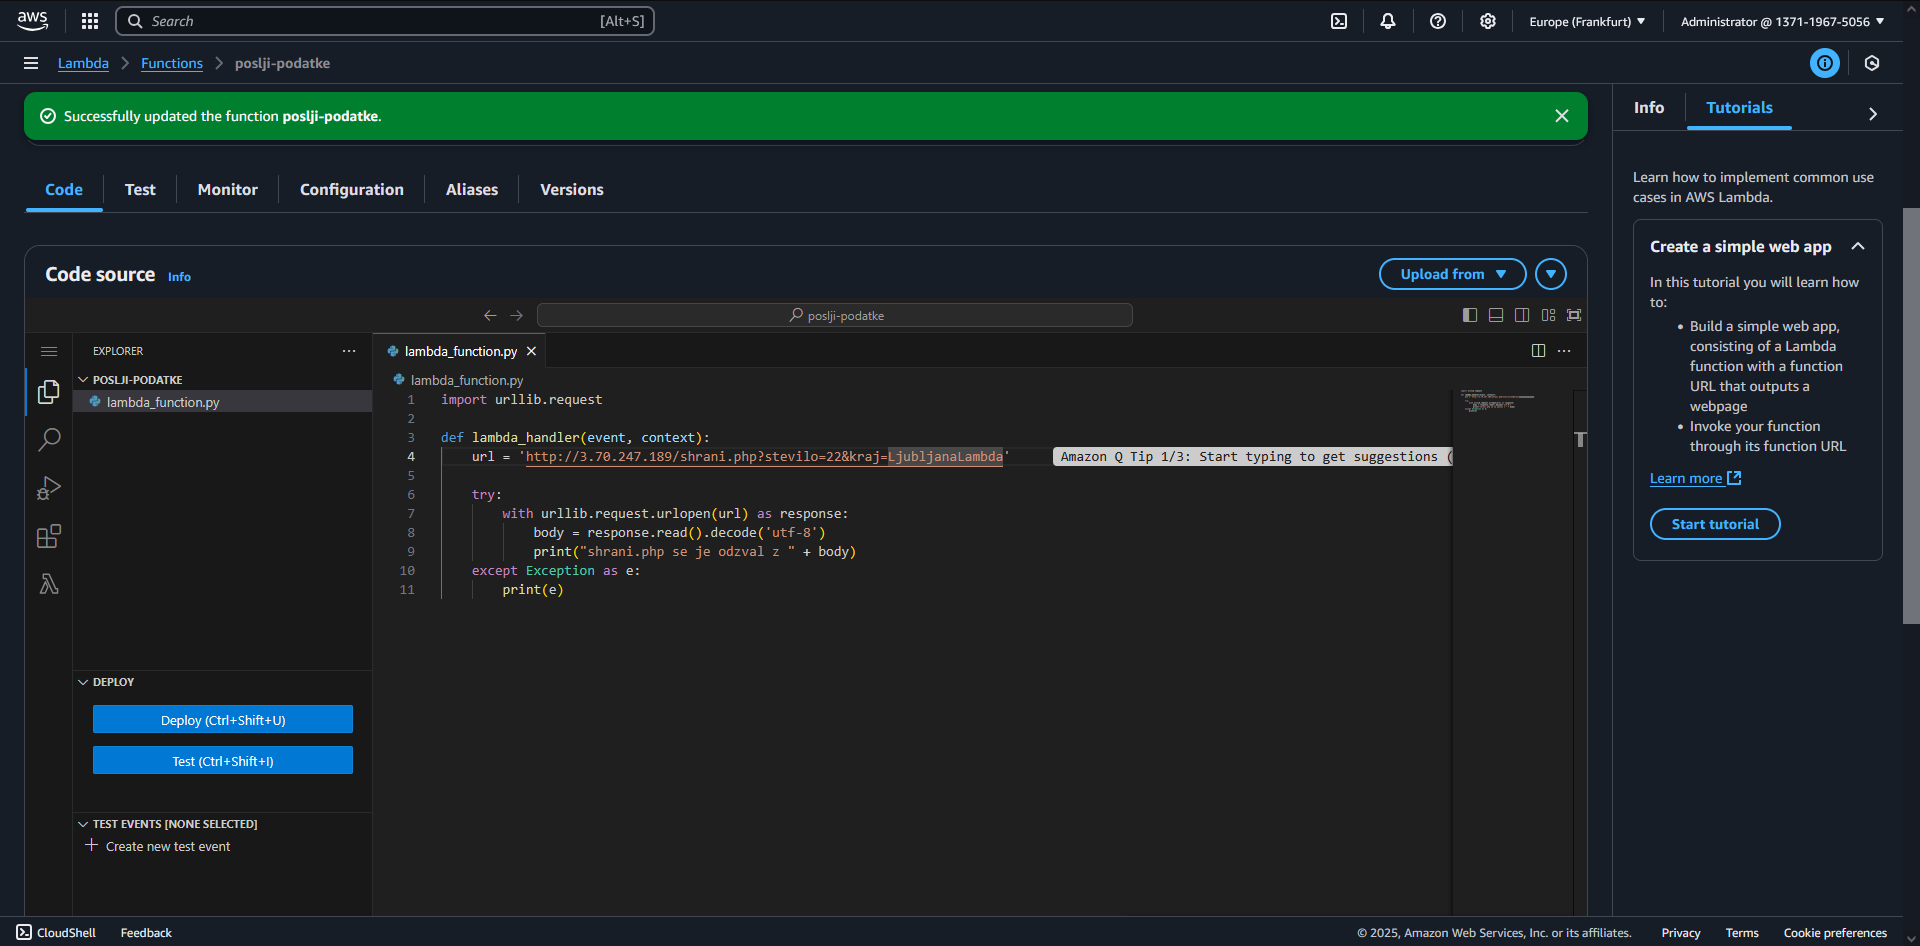 aws
Search [Alt+S]
Europe (Frankfurt)
Administrator @ 1371-1967-5056
Lambda
Functions
poslji-podatke
Successfully updated the function poslji-podatke.
Code
Test
Monitor
Configuration
Aliases
Versions
Code source Info
Upload from
poslji-podatke
EXPLORER
POSLJI-PODATKE
lambda_function.py
lambda_function.py
lambda_function.py
1 import urllib.request
2
3 def lambda_handler(event, context):
4 url = 'http://3.70.247.189/shrani.php?stevilo=22&kraj=LjubljanaLambda' Amazon Q Tip 1/3: Start typing to get suggestions (
5
6 try:
7 with urllib.request.urlopen(url) as response:
8 body = response.read().decode('utf-8')
9 print("shrani.php se je odzval z " + body)
10 except Exception as e:
11 print(e)
DEPLOY
Deploy (Ctrl+Shift+U)
Test (Ctrl+Shift+I)
TEST EVENTS [NONE SELECTED]
Create new test event
Info
Tutorials
Learn how to implement common use
cases in AWS Lambda.
Create a simple web app
In this tutorial you will learn how
to:
• Build a simple web app,
consisting of a Lambda
function with a function
URL that outputs a
webpage
• Invoke your function
through its function URL
Learn more
Start tutorial
CloudShell
Feedback
© 2025, Amazon Web Services, Inc. or its affiliates.
Privacy
Terms
Cookie preferences